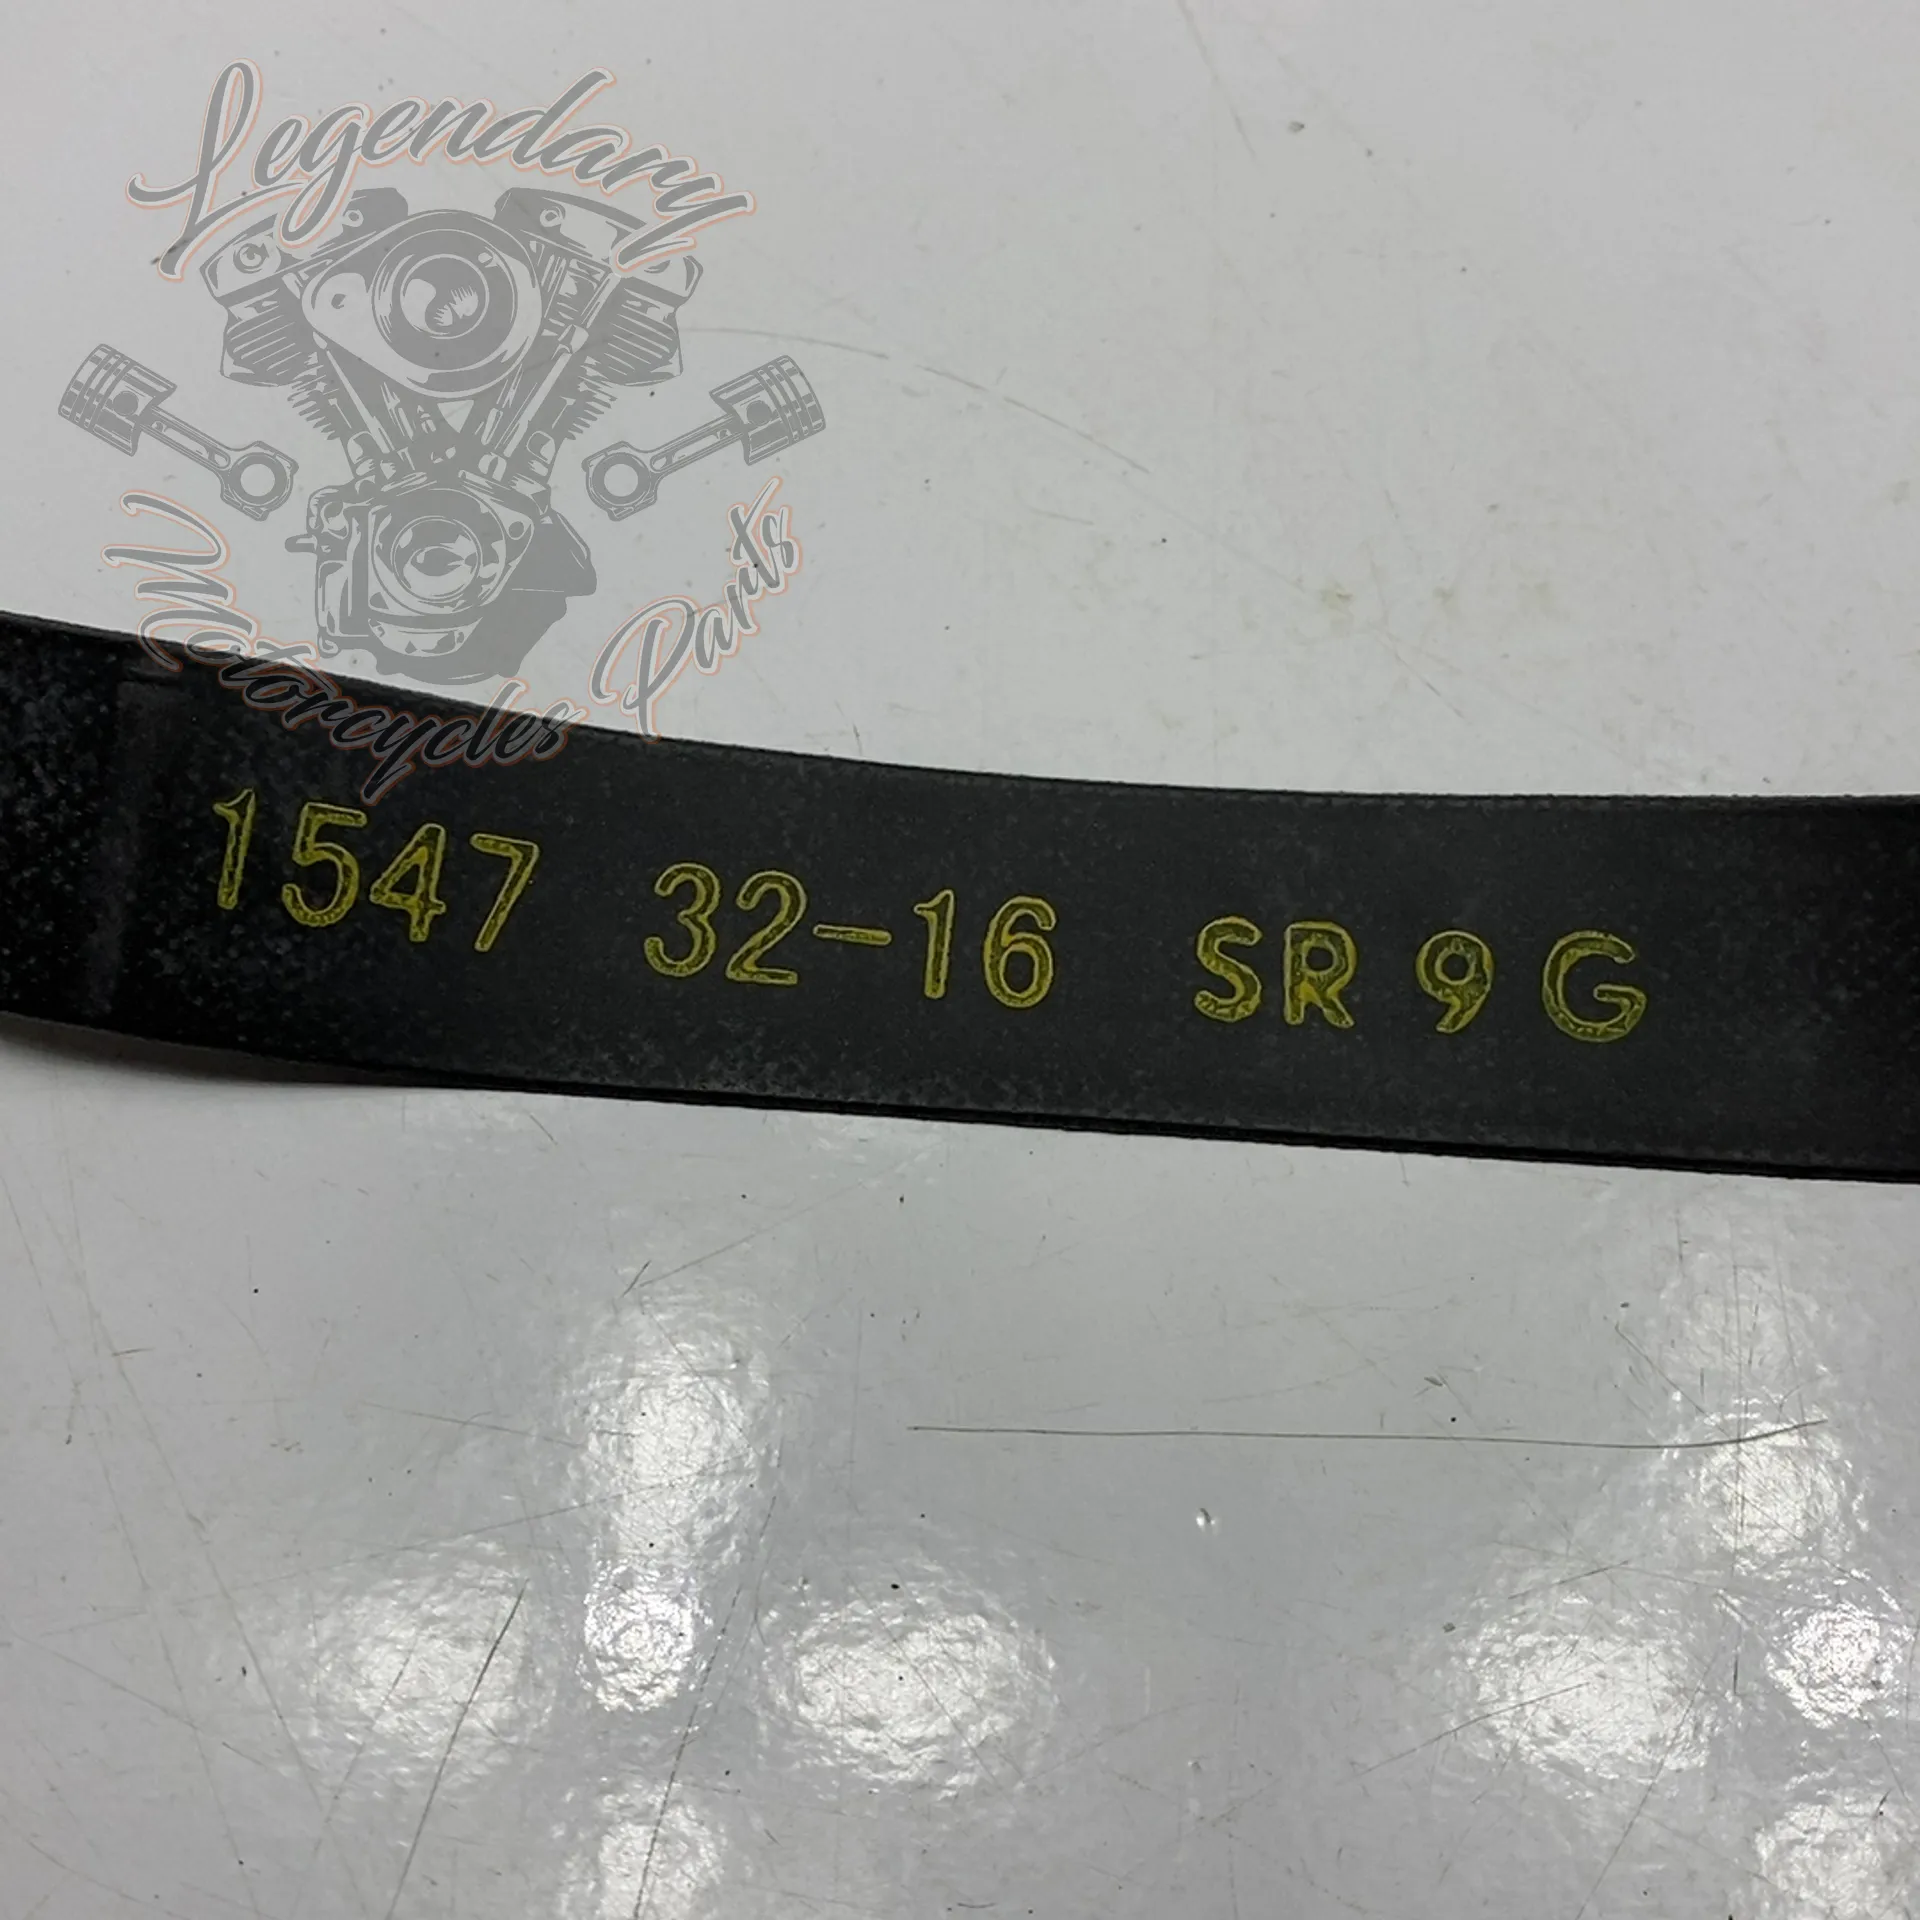 Legendary
Motorcycles Parts
1547 32-16 SR 9 G